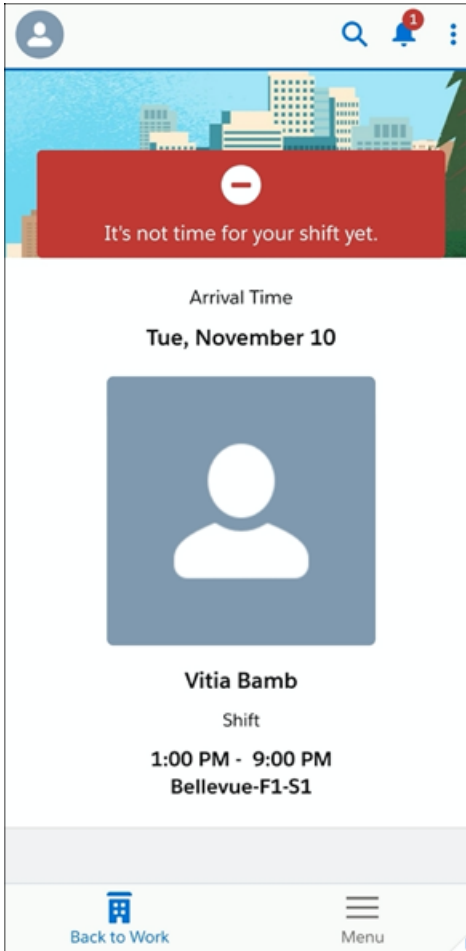 1
It's not time for your shift yet.
Arrival Time
Tue, November 10
Vitia Bamb
Shift
1:00 PM - 9:00 PM
Bellevue-F1-S1
Back to Work
Menu